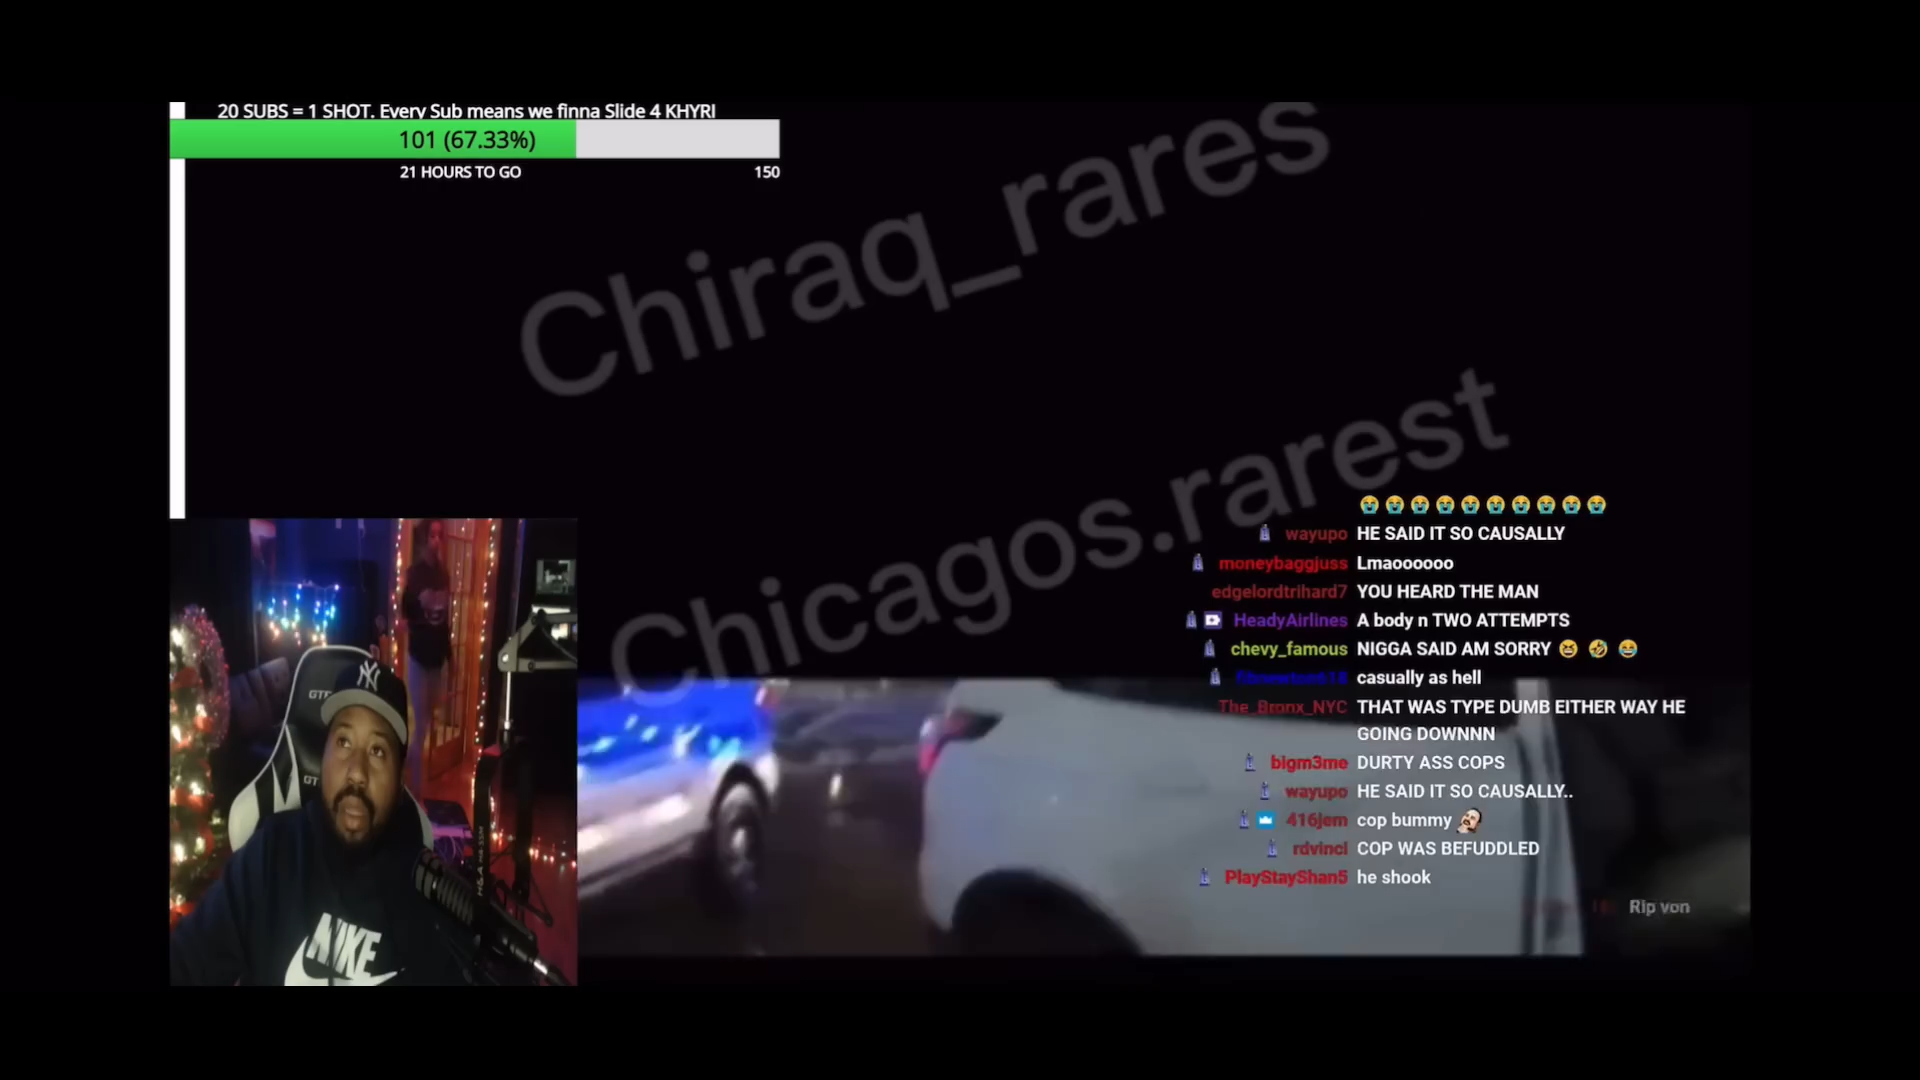 20 SUBS = 1 SHOT. Every Sub means we finna Slide 4 KHYRI
101 (67.33%)
21 HOURS TO GO 150
Chiraq_rares
Chicagos.rarest
wayupo HE SAID IT SO CAUSALLY
moneybaggjuss Lmaoooooo
edgelordtrihard7 YOU HEARD THE MAN
HeadyAirlines A body n TWO ATTEMPTS
chevy_famous NIGGA SAID AM SORRY 😆 🤣 😂
casually as hell
The_Bronx_NYC THAT WAS TYPE DUMB EITHER WAY HE
GOING DOWNNN
bigm3me DURTY ASS COPS
wayupo HE SAID IT SO CAUSALLY..
416jem cop bummy
rdvinci COP WAS BEFUDDLED
PlayStayShan5 he shook
Rip von
GT
GT
NY
NIKE